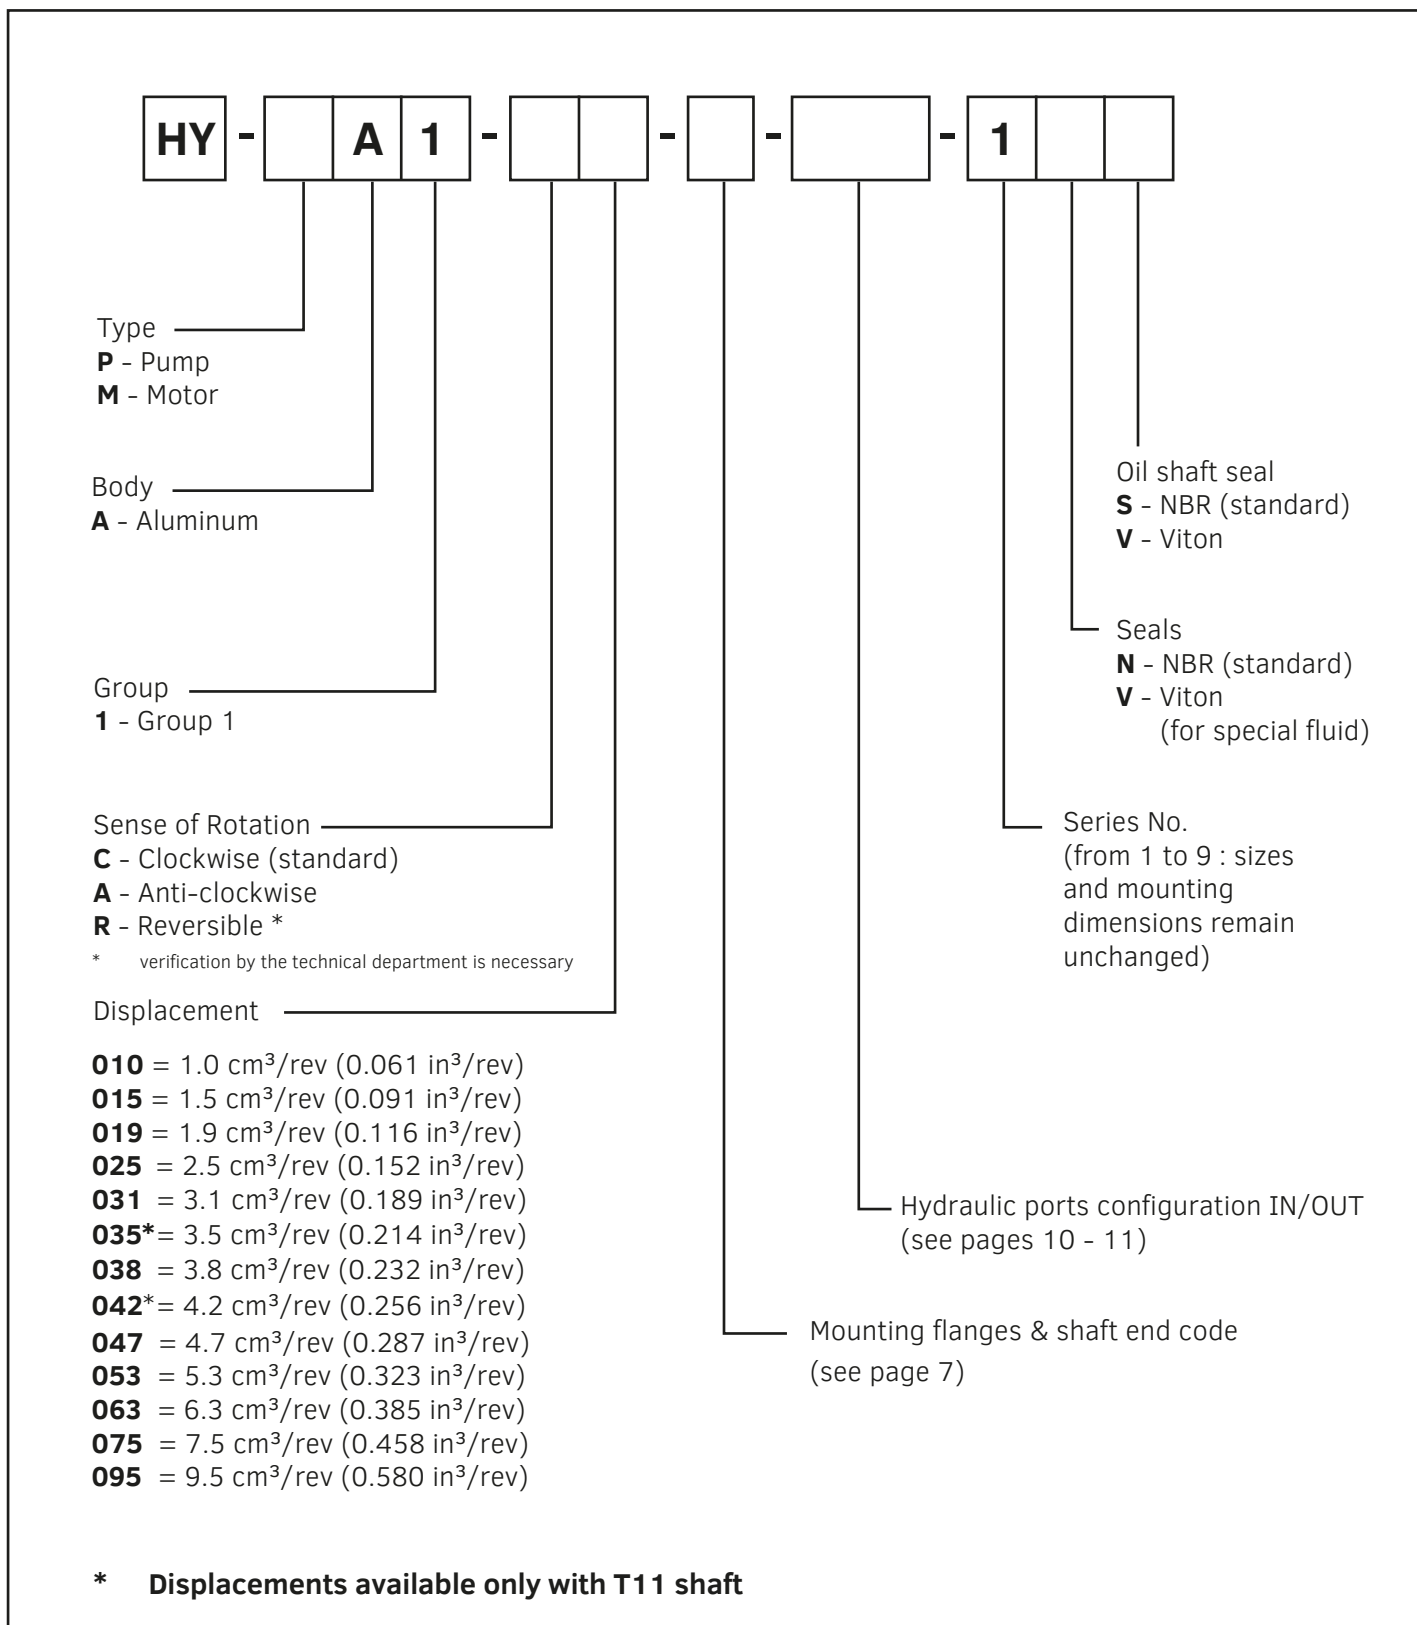 HY - A 1 - - - - 1
Type
P - Pump
M - Motor
Body
A - Aluminum
Group
1 - Group 1
Sense of Rotation
C - Clockwise (standard)
A - Anti-clockwise
R - Reversible *
* verification by the technical department is necessary
Displacement
010 = 1.0 cm³/rev (0.061 in³/rev)
015 = 1.5 cm³/rev (0.091 in³/rev)
019 = 1.9 cm³/rev (0.116 in³/rev)
025 = 2.5 cm³/rev (0.152 in³/rev)
031 = 3.1 cm³/rev (0.189 in³/rev)
035*= 3.5 cm³/rev (0.214 in³/rev)
038 = 3.8 cm³/rev (0.232 in³/rev)
042*= 4.2 cm³/rev (0.256 in³/rev)
047 = 4.7 cm³/rev (0.287 in³/rev)
053 = 5.3 cm³/rev (0.323 in³/rev)
063 = 6.3 cm³/rev (0.385 in³/rev)
075 = 7.5 cm³/rev (0.458 in³/rev)
095 = 9.5 cm³/rev (0.580 in³/rev)
Oil shaft seal
S - NBR (standard)
V - Viton
Seals
N - NBR (standard)
V - Viton
(for special fluid)
Series No.
(from 1 to 9 : sizes
and mounting
dimensions remain
unchanged)
Hydraulic ports configuration IN/OUT
(see pages 10 - 11)
Mounting flanges & shaft end code
(see page 7)
* Displacements available only with T11 shaft